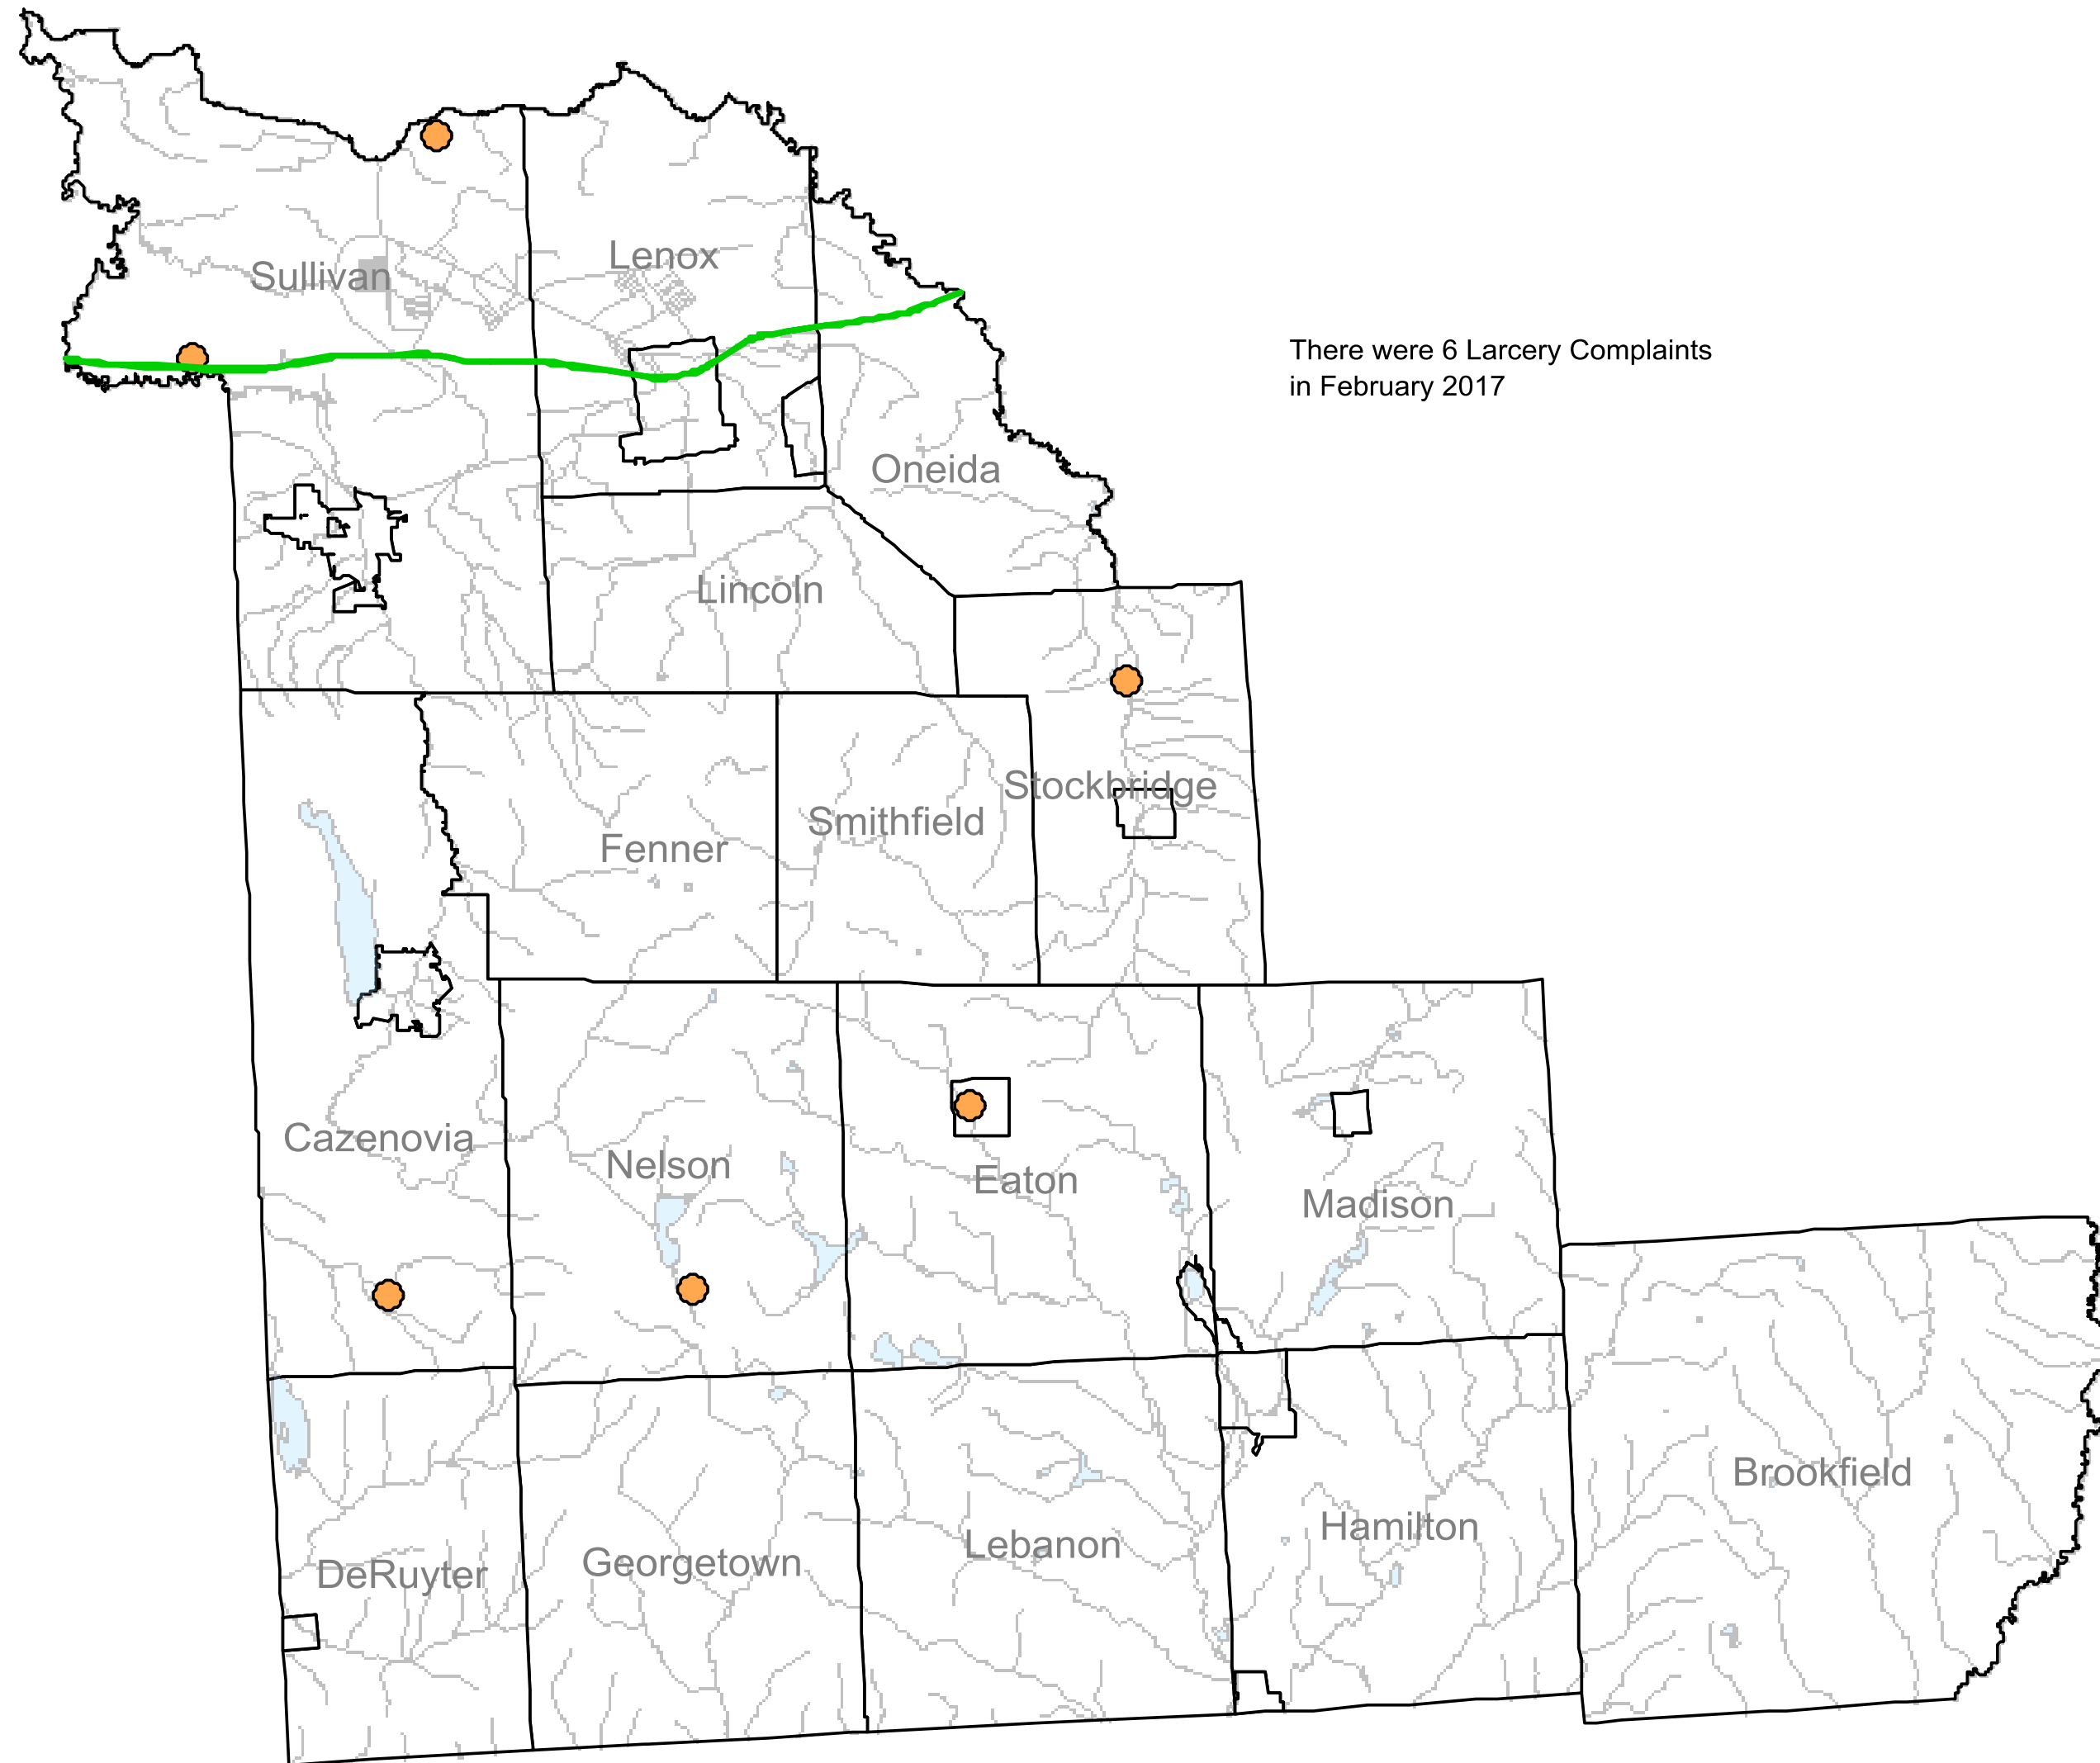 Lenox
Sullivan
There were 6 Larcery Complaints
in February 2017
Oneida
Lincoln
Stockbridge
Smithfield
Fenner
Cazenovia
Nelson
Eaton
Madison
Brookfield
Hamilton
Lebanon
Georgetown
DeRuyter